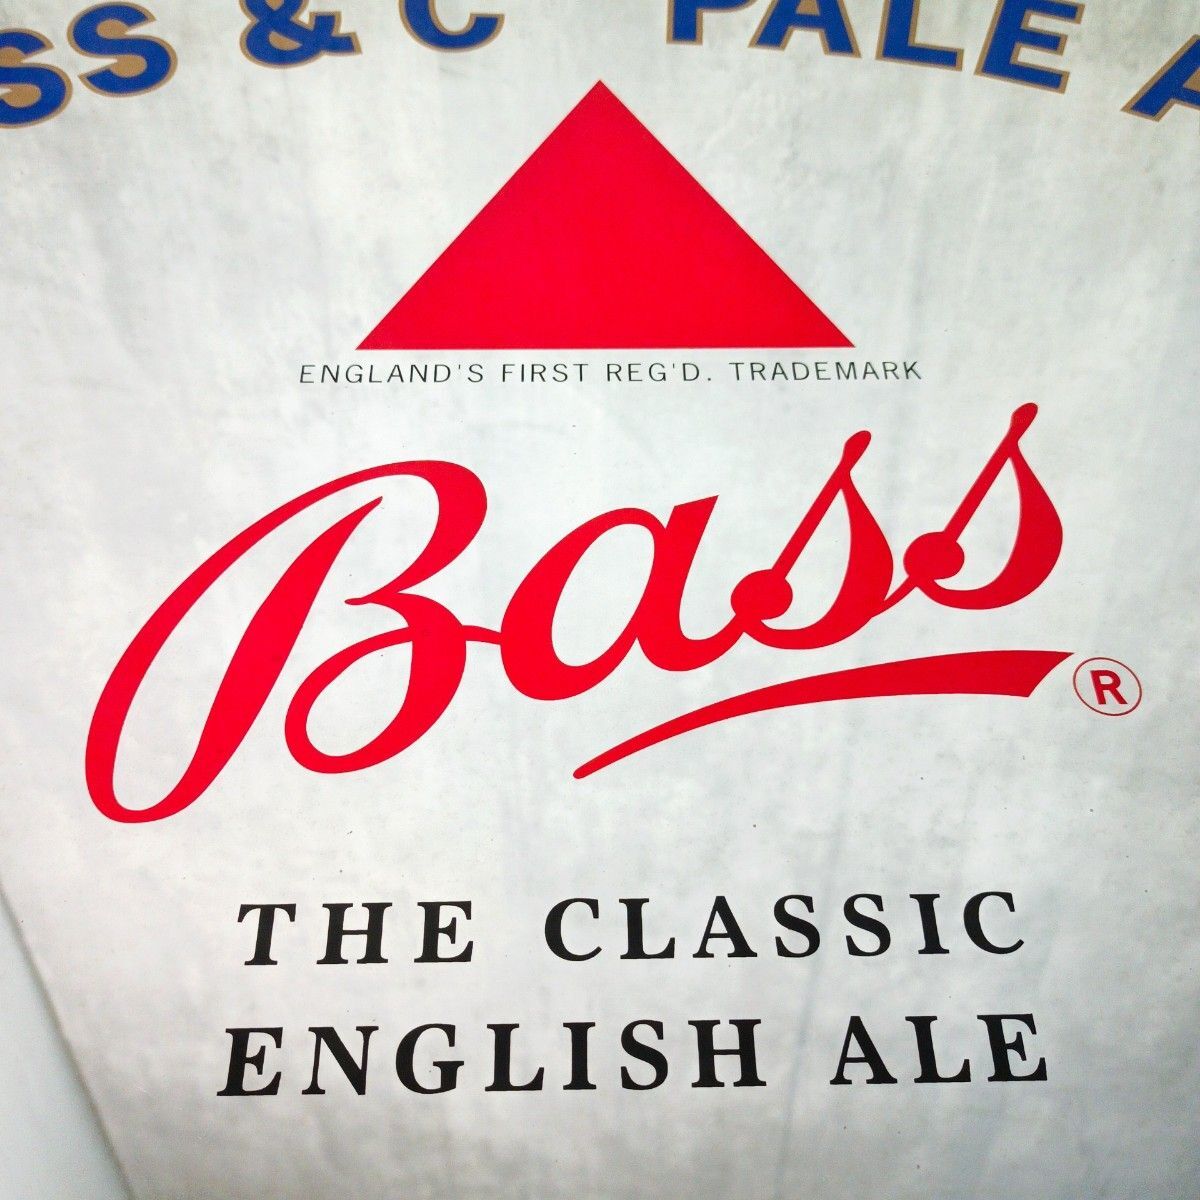 SS & C PALE A
ENGLAND'S FIRST REG'D. TRADEMARK
Bass ®
THE CLASSIC
ENGLISH ALE